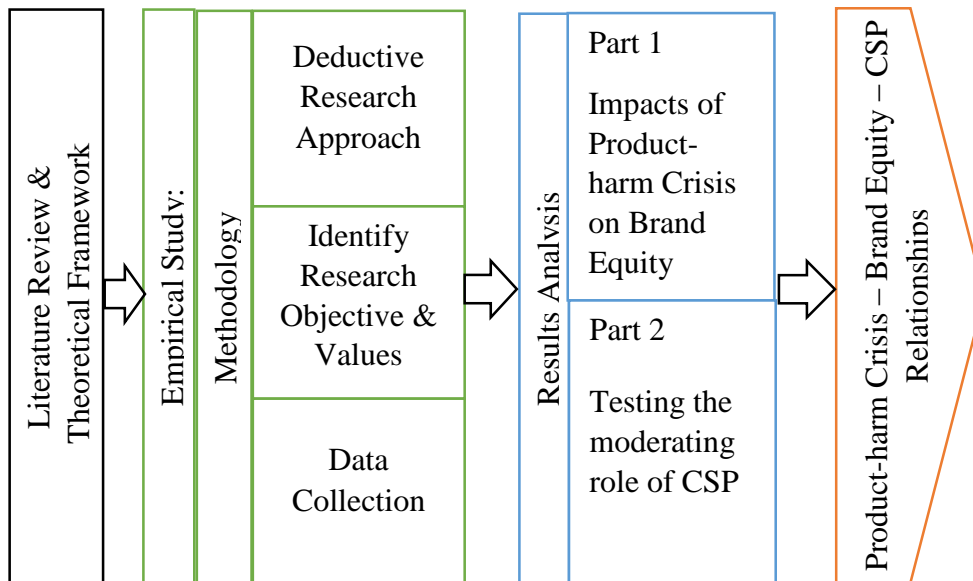 Literature Review &
Theoretical Framework
Empirical Study:
Methodology
Deductive
Research
Approach
Identify
Research
Objective &
Values
Data
Collection
Results Analysis
Part 1
Impacts of
Product-
harm Crisis
on Brand
Equity
Part 2
Testing the
moderating
role of CSP
Product-harm Crisis – Brand Equity – CSP
Relationships